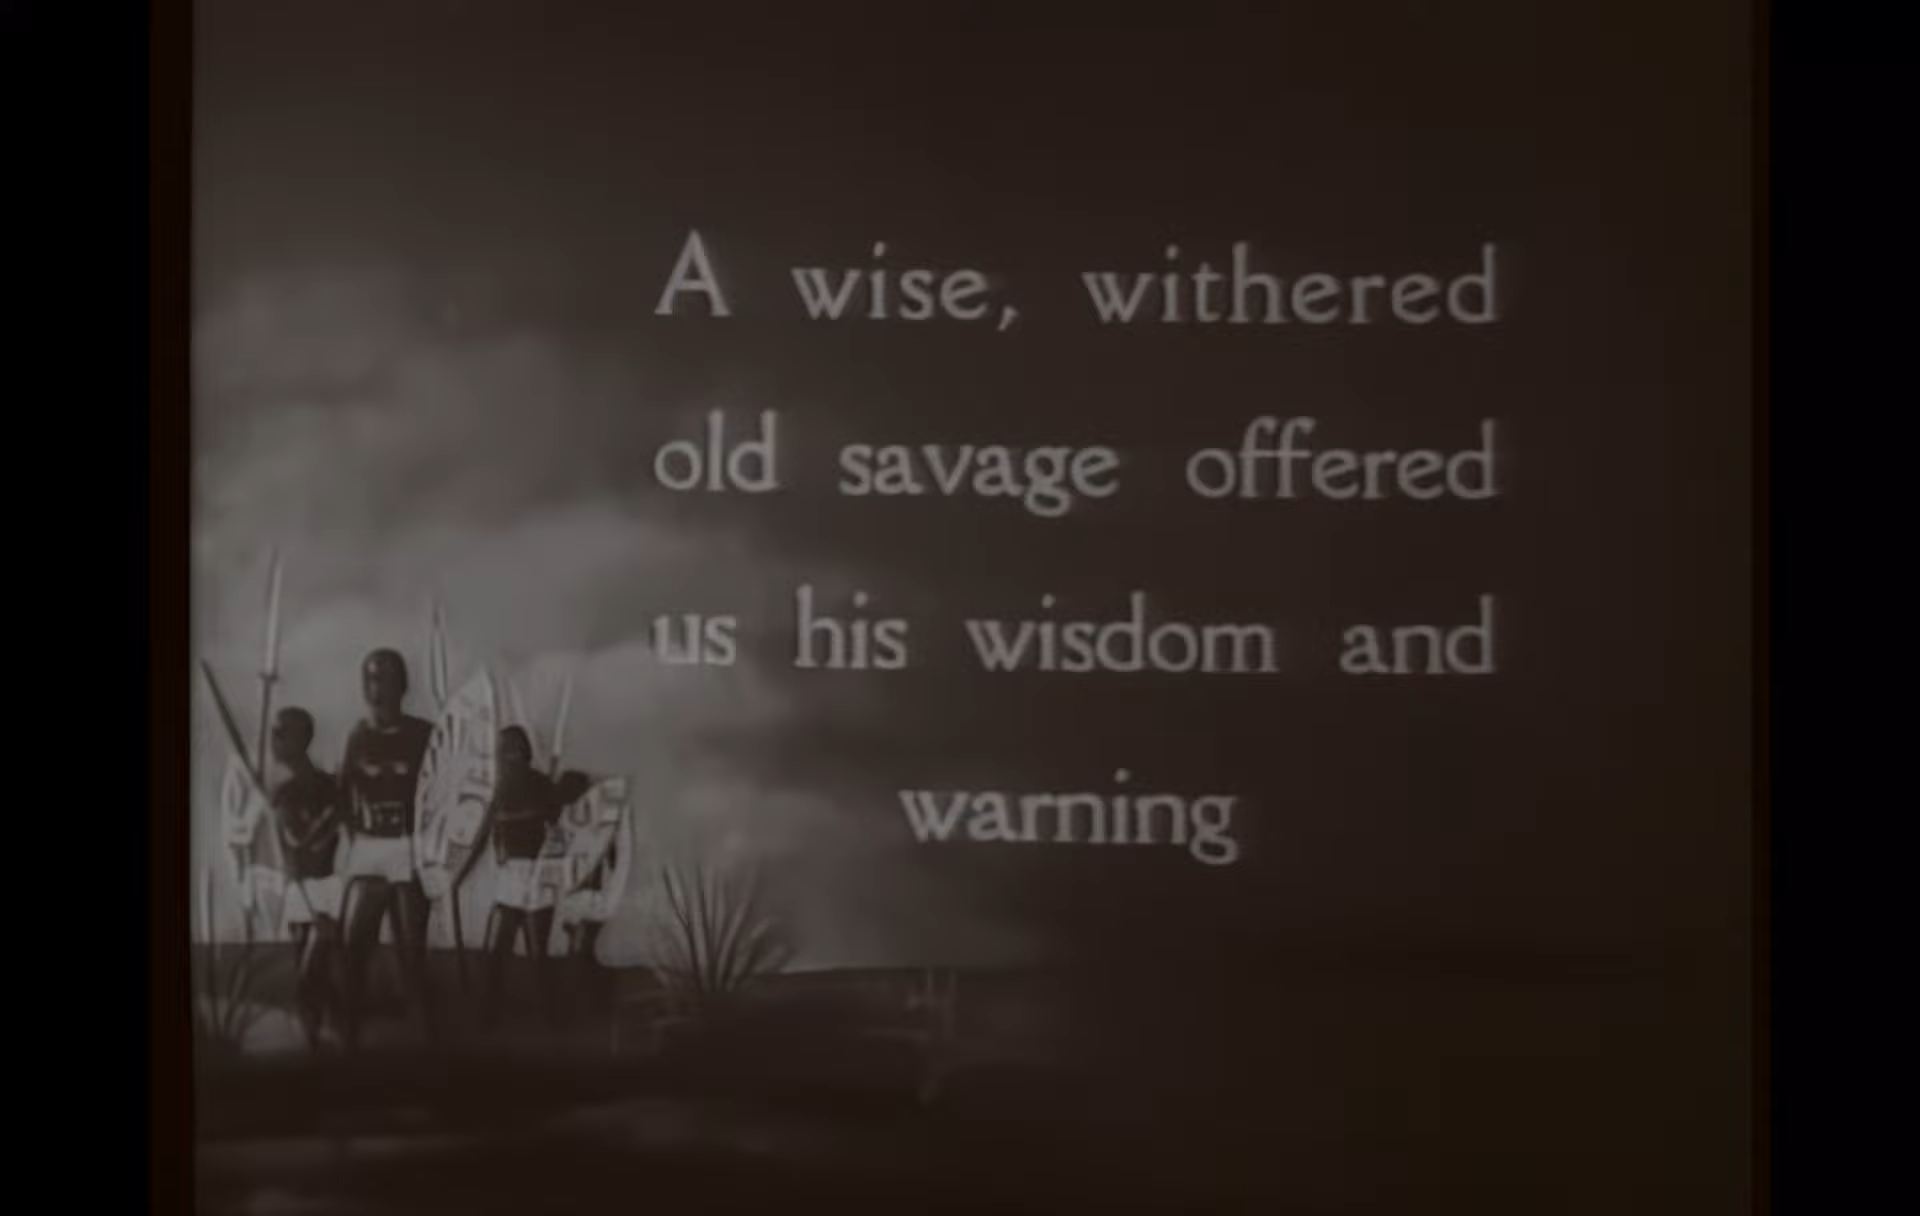 A wise, withered
old savage offered
us his wisdom and
warning